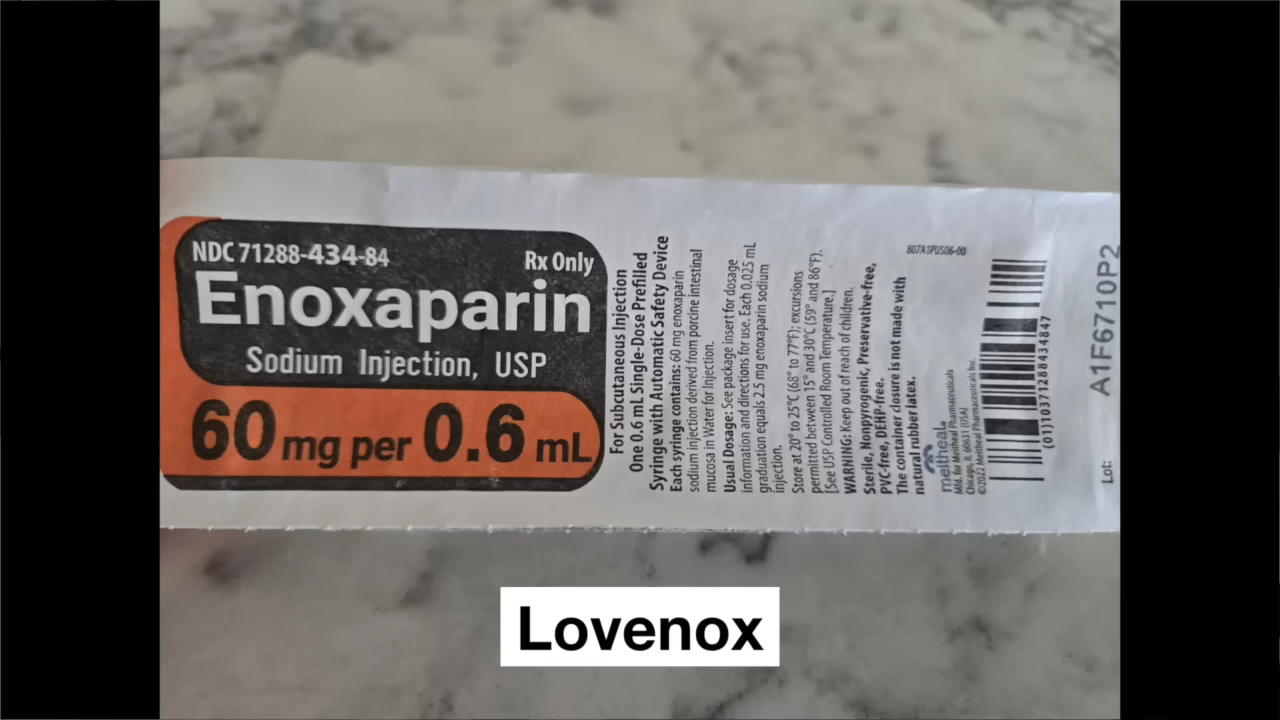 NDC 71288-434-84
Rx Only
Enoxaparin
Sodium Injection, USP
60 mg per 0.6 mL
For Subcutaneous Injection
One 0.6 mL Single-Dose Prefilled
Syringe with Automatic Safety Device
Each syringe contains: 60 mg enoxaparin
sodium injection derived from porcine intestinal
mucosa in Water for Injection.
Usual Dosage: See package insert for dosage
information and directions for use. Each 0.025 mL
graduation equals 2.5 mg enoxaparin sodium
injection.
Store at 20° to 25°C (68° to 77°F); excursions
permitted between 15° and 30°C (59° and 86°F).
[See USP Controlled Room Temperature.]
WARNING: Keep out of reach of children.
Sterile, Nonpyrogenic, Preservative-free,
PVC-free, DEHP-free.
The container closure is not made with
natural rubber latex.
meitheal
Mfd. for Meitheal Pharmaceuticals
Chicago, IL 60631 (USA)
©2022 Meitheal Pharmaceuticals Inc.
807A1PUS06-00
(01)10371288434847
Lot: A1F6710P2
Lovenox